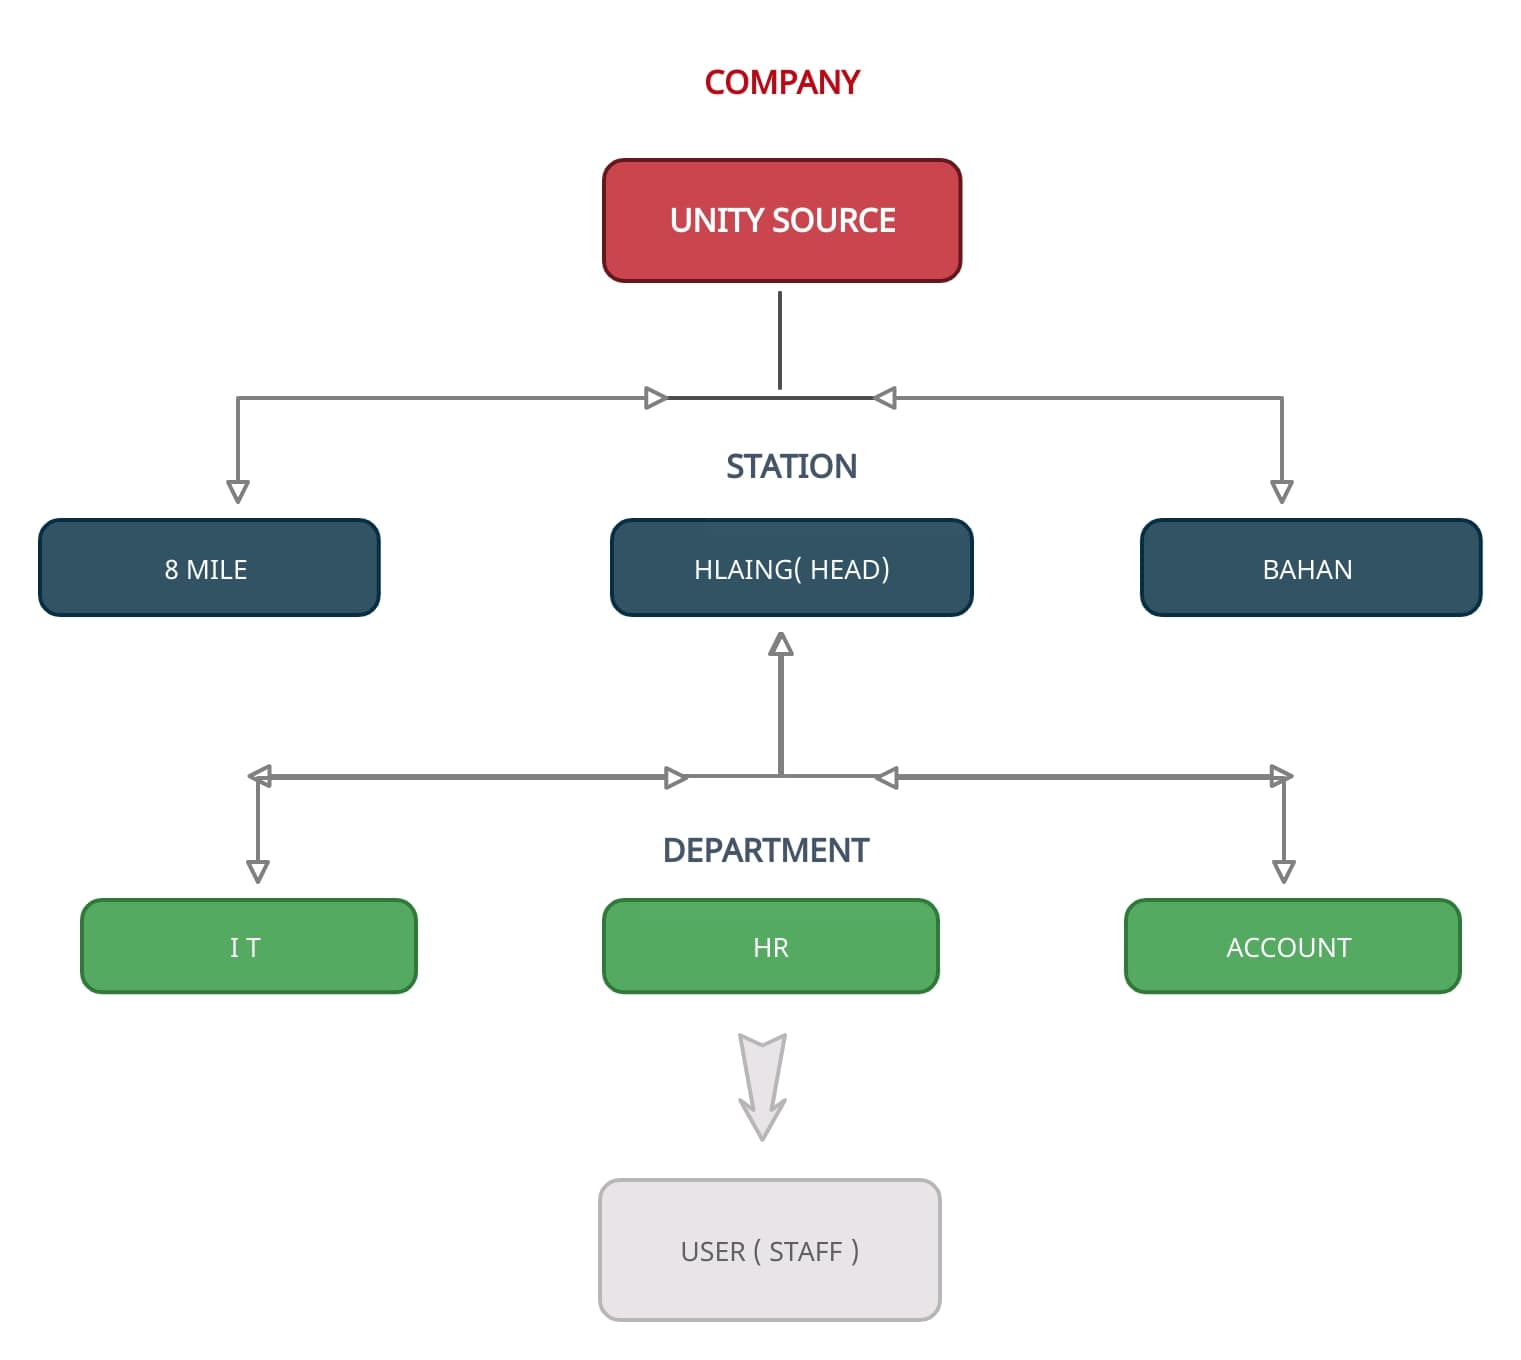 COMPANY
UNITY SOURCE
STATION
8 MILE
HLAING( HEAD)
BAHAN
DEPARTMENT
I T
HR
ACCOUNT
USER ( STAFF )